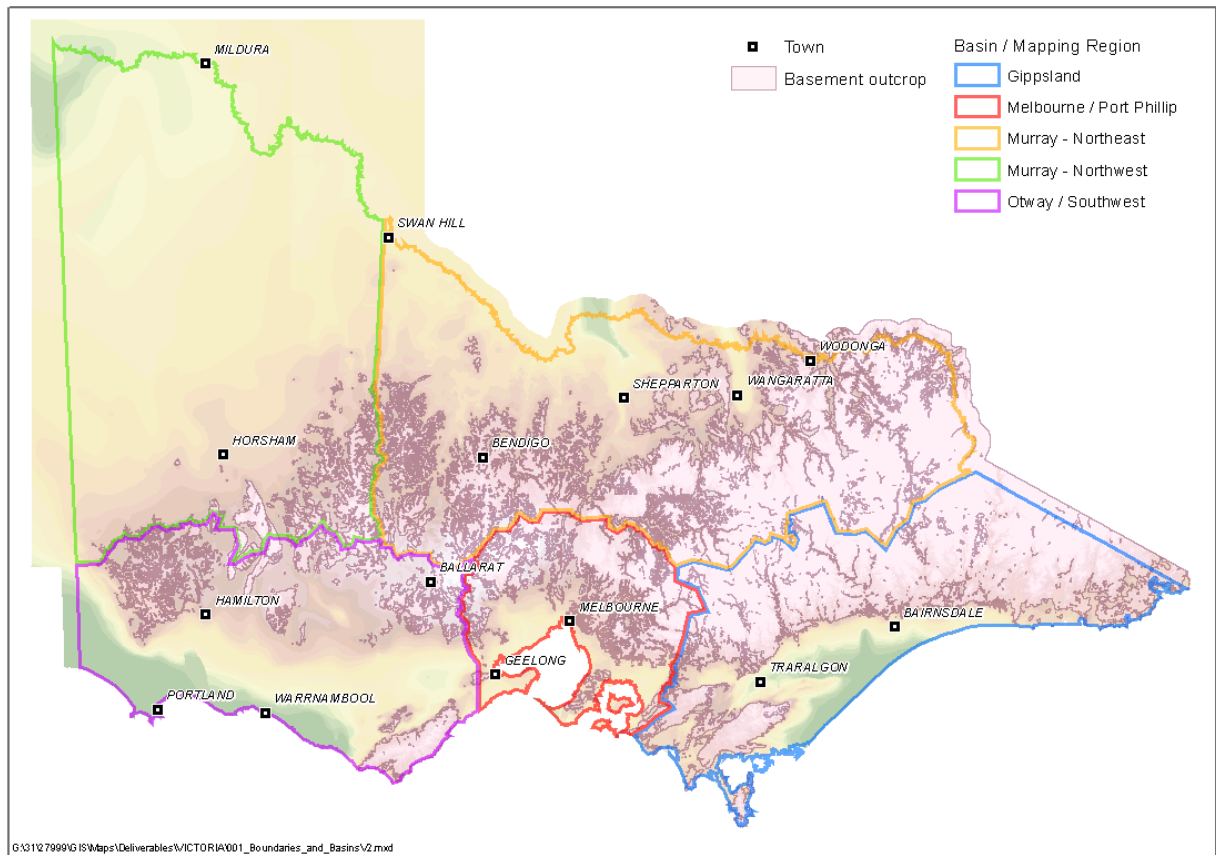 MILDURA
Town
Basement outcrop
Basin / Mapping Region
Gippsland
Melbourne / Port Phillip
Murray - Northeast
Murray - Northwest
Otway / Southwest
SWAN HILL
WODONGA
SHEPPARTON
WANGARATTA
HORSHAM
BENDIGO
BALLARAT
HAMILTON
MELBOURNE
BAIRNSDALE
GEELONG
TRARALGON
PORTLAND
WARRNAMBOOL
G:\31\27999\GIS\Maps\Deliverables\VICTORIA\001_Boundaries_and_Basins\V2.mxd